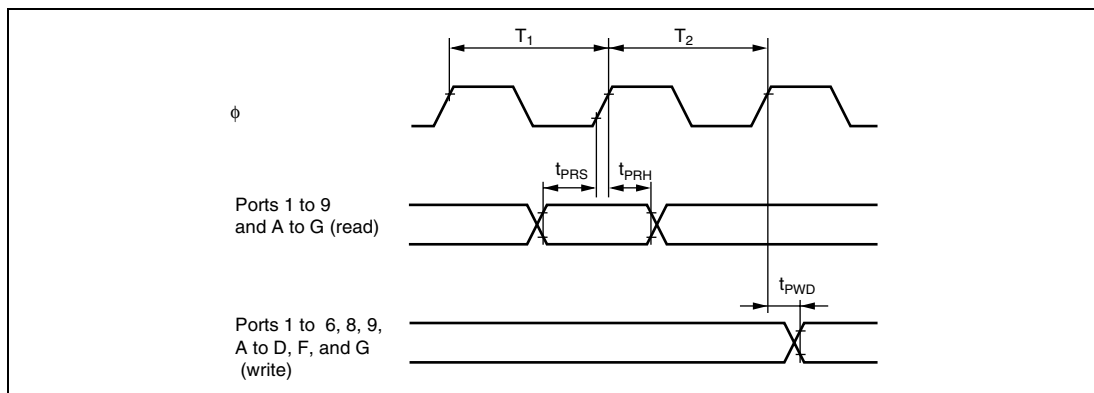 T1
T2
ϕ
tPRS
tPRH
Ports 1 to 9
and A to G (read)
tPWD
Ports 1 to 6, 8, 9,
A to D, F, and G
(write)